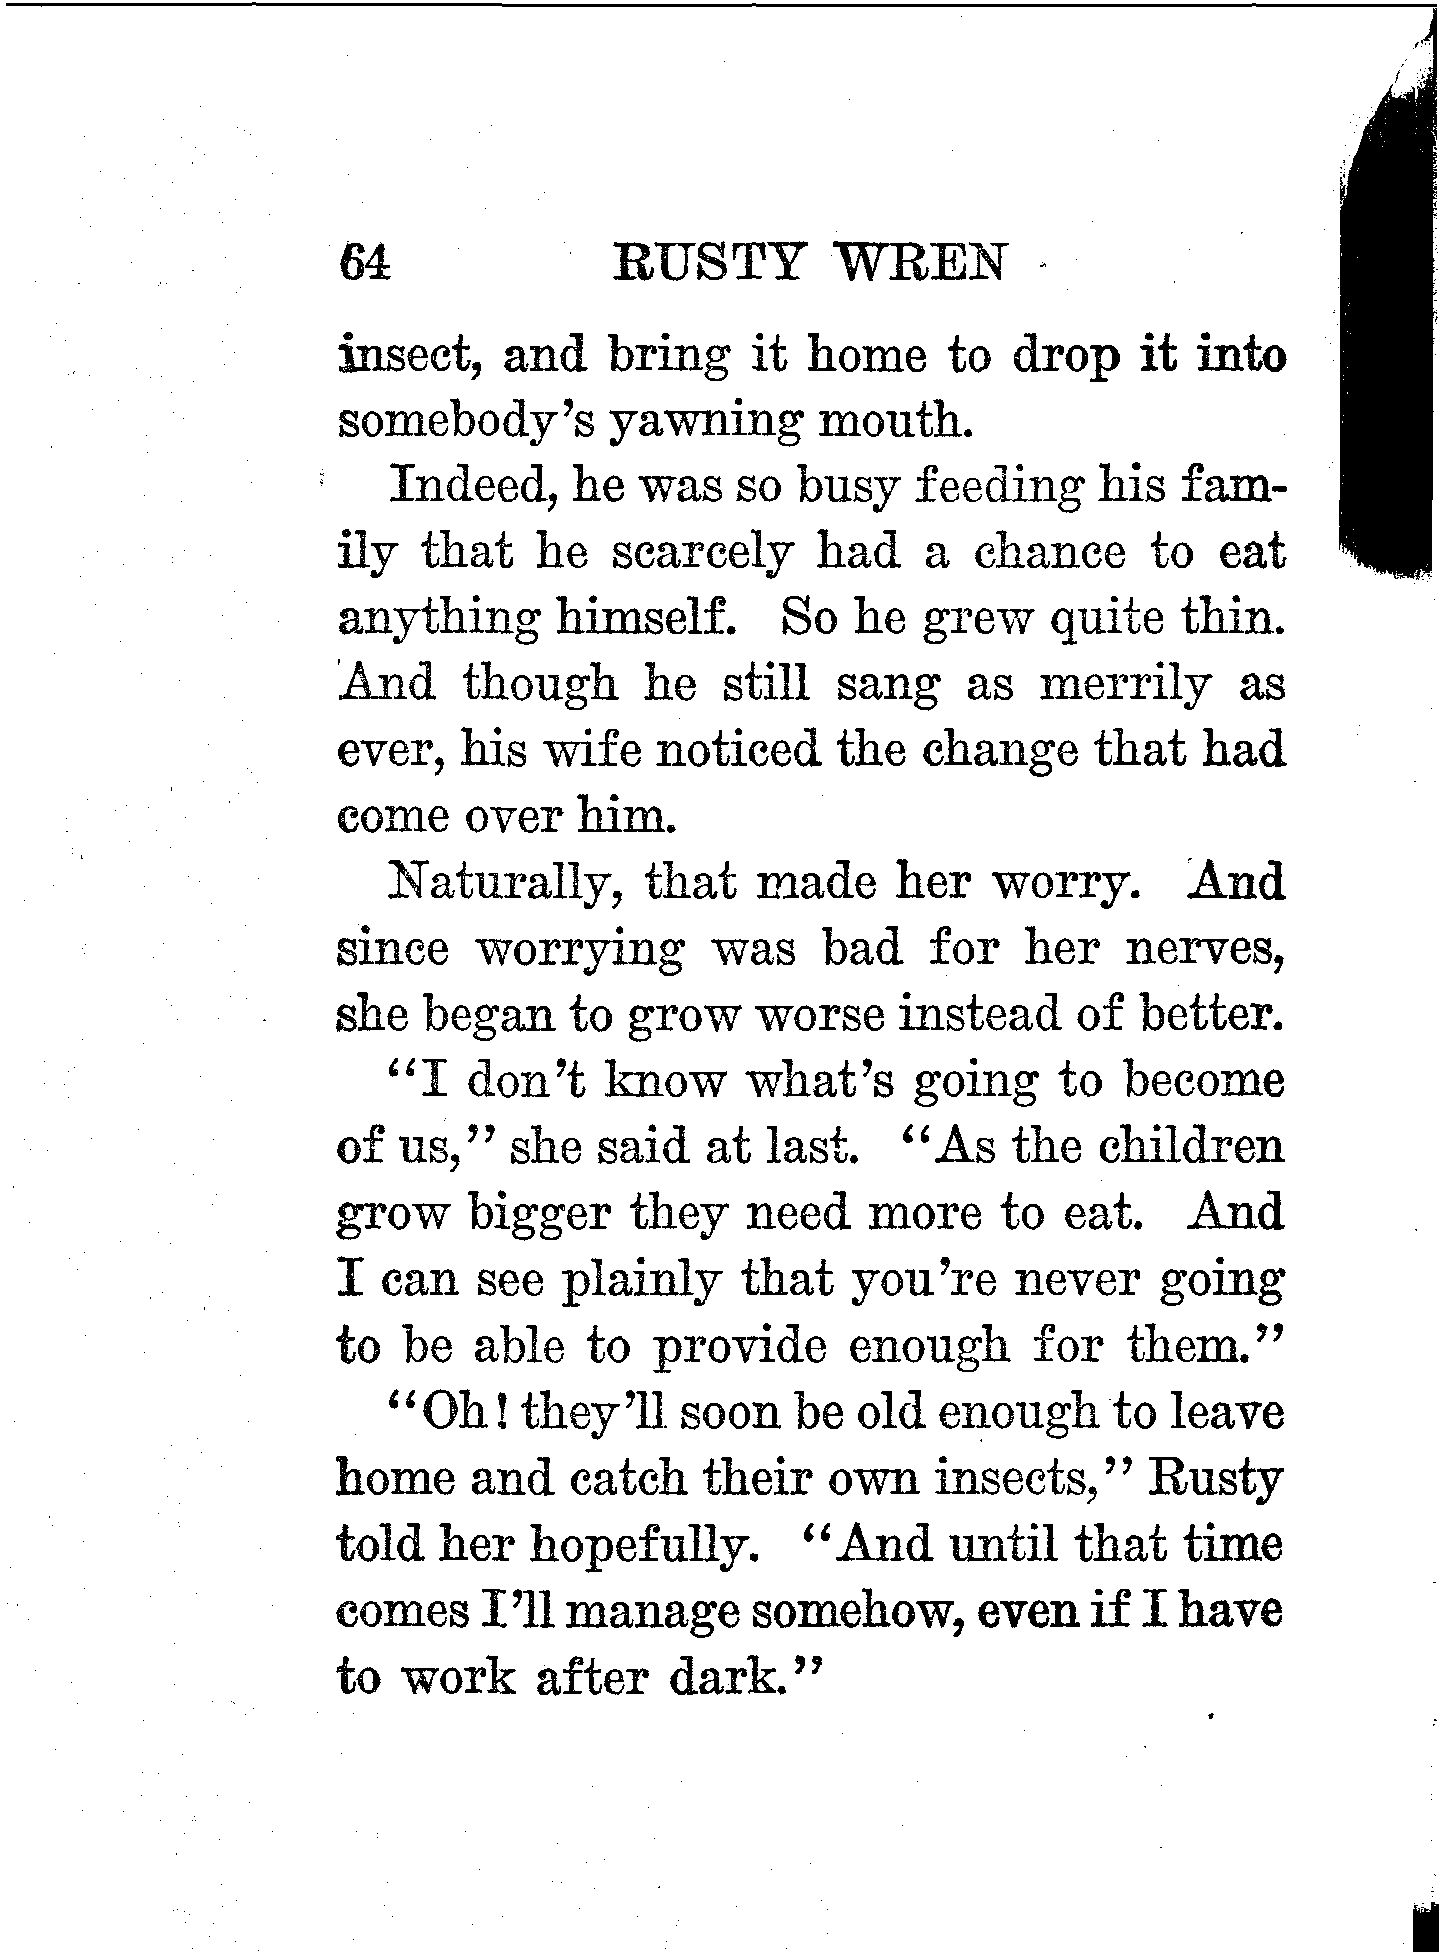 64 RUSTY WREN
insect, and bring it home to drop it into
somebody's yawning mouth.
Indeed, he was so busy feeding his fam-
ily that he scarcely had a chance to eat
anything himself. So he grew quite thin.
And though he still sang as merrily as
ever, his wife noticed the change that had
come over him.
Naturally, that made her worry. And
since worrying was bad for her nerves,
she began to grow worse instead of better.
"I don't know what's going to become
of us," she said at last. "As the children
grow bigger they need more to eat. And
I can see plainly that you're never going
to be able to provide enough for them."
"Oh! they'll soon be old enough to leave
home and catch their own insects," Rusty
told her hopefully. "And until that time
comes I'll manage somehow, even if I have
to work after dark."